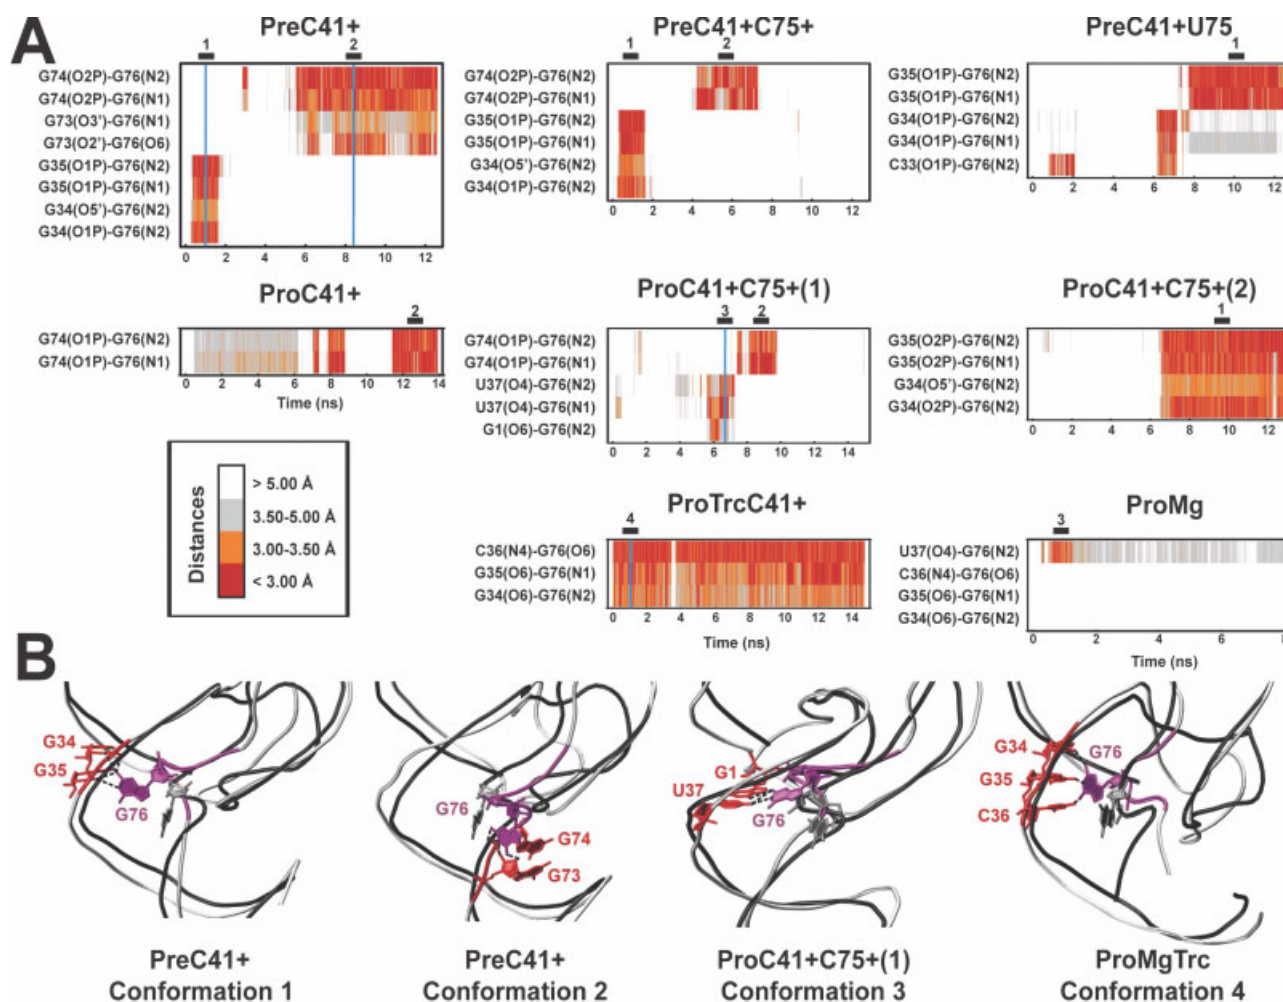 A
PreC41+
1
2
G74(O2P)-G76(N2)
G74(O2P)-G76(N1)
G73(O3')-G76(N1)
G73(O2')-G76(O6)
G35(O1P)-G76(N2)
G35(O1P)-G76(N1)
G34(O5')-G76(N2)
G34(O1P)-G76(N2)
0 2 4 6 8 10 12
PreC41+C75+
1
2
G74(O2P)-G76(N2)
G74(O2P)-G76(N1)
G35(O1P)-G76(N2)
G35(O1P)-G76(N1)
G34(O5')-G76(N2)
G34(O1P)-G76(N2)
0 2 4 6 8 10 12
PreC41+U75
1
G35(O1P)-G76(N2)
G35(O1P)-G76(N1)
G34(O1P)-G76(N2)
G34(O1P)-G76(N1)
C33(O1P)-G76(N2)
0 2 4 6 8 10 12
ProC41+
2
G74(O1P)-G76(N2)
G74(O1P)-G76(N1)
0 2 4 6 8 10 12 14
Time (ns)
ProC41+C75+(1)
3
2
G74(O1P)-G76(N2)
G74(O1P)-G76(N1)
U37(O4)-G76(N2)
U37(O4)-G76(N1)
G1(O6)-G76(N2)
0 2 4 6 8 10 12 14
ProC41+C75+(2)
1
G35(O2P)-G76(N2)
G35(O2P)-G76(N1)
G34(O5')-G76(N2)
G34(O2P)-G76(N2)
0 2 4 6 8 10 12
Distances
> 5.00 Å
3.50-5.00 Å
3.00-3.50 Å
< 3.00 Å
ProTrcC41+
4
C36(N4)-G76(O6)
G35(O6)-G76(N1)
G34(O6)-G76(N2)
0 2 4 6 8 10 12 14
Time (ns)
ProMg
3
U37(O4)-G76(N2)
C36(N4)-G76(O6)
G35(O6)-G76(N1)
G34(O6)-G76(N2)
0 2 4 6 8
Time (ns)
B
G34
G35
G76
PreC41+
Conformation 1
G76
G74
G73
PreC41+
Conformation 2
G1
U37
G76
ProC41+C75+(1)
Conformation 3
G34
G76
G35
C36
ProMgTrc
Conformation 4